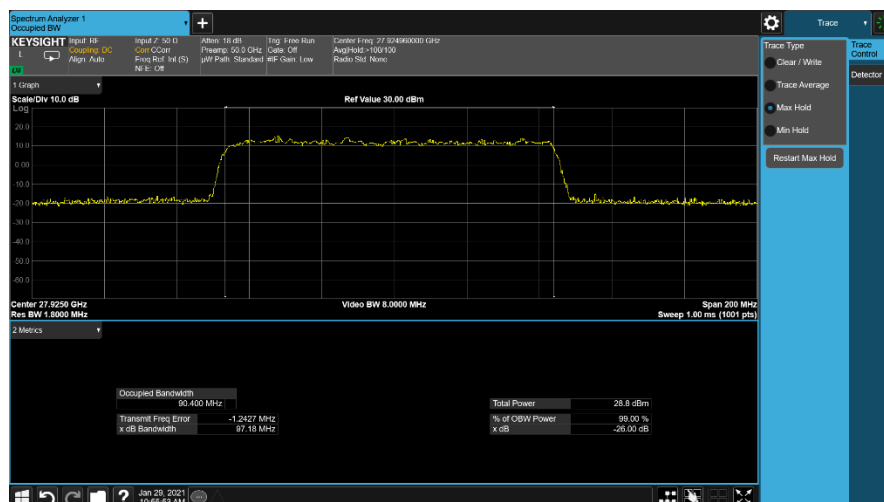 Spectrum Analyzer 1
Occupied BW
Trace
KEYSIGHT
L
Input: RF
Coupling: DC
Align: Auto
Input Z: 50 Ω
Corr CCorr
Freq Ref: Int (S)
NFE: Off
Atten: 18 dB
Preamp: 50.0 GHz
µW Path: Standard
Trig: Free Run
Gate: Off
#IF Gain: Low
Center Freq: 27.924960000 GHz
Avg|Hold:>100/100
Radio Std: None
Trace Type
Clear / Write
Trace Average
Max Hold
Min Hold
Restart Max Hold
Trace
Control
Detector
1 Graph
Scale/Div 10.0 dB
Ref Value 30.00 dBm
Log
20.0
10.0
0.00
-10.0
-20.0
-30.0
-40.0
-50.0
-60.0
Center 27.9250 GHz
Video BW 8.0000 MHz
Span 200 MHz
Res BW 1.8000 MHz
Sweep 1.00 ms (1001 pts)
2 Metrics
Occupied Bandwidth
90.400 MHz
Total Power 28.8 dBm
Transmit Freq Error -1.2427 MHz
% of OBW Power 99.00 %
x dB Bandwidth 97.18 MHz
x dB -26.00 dB
?
Jan 29, 2021